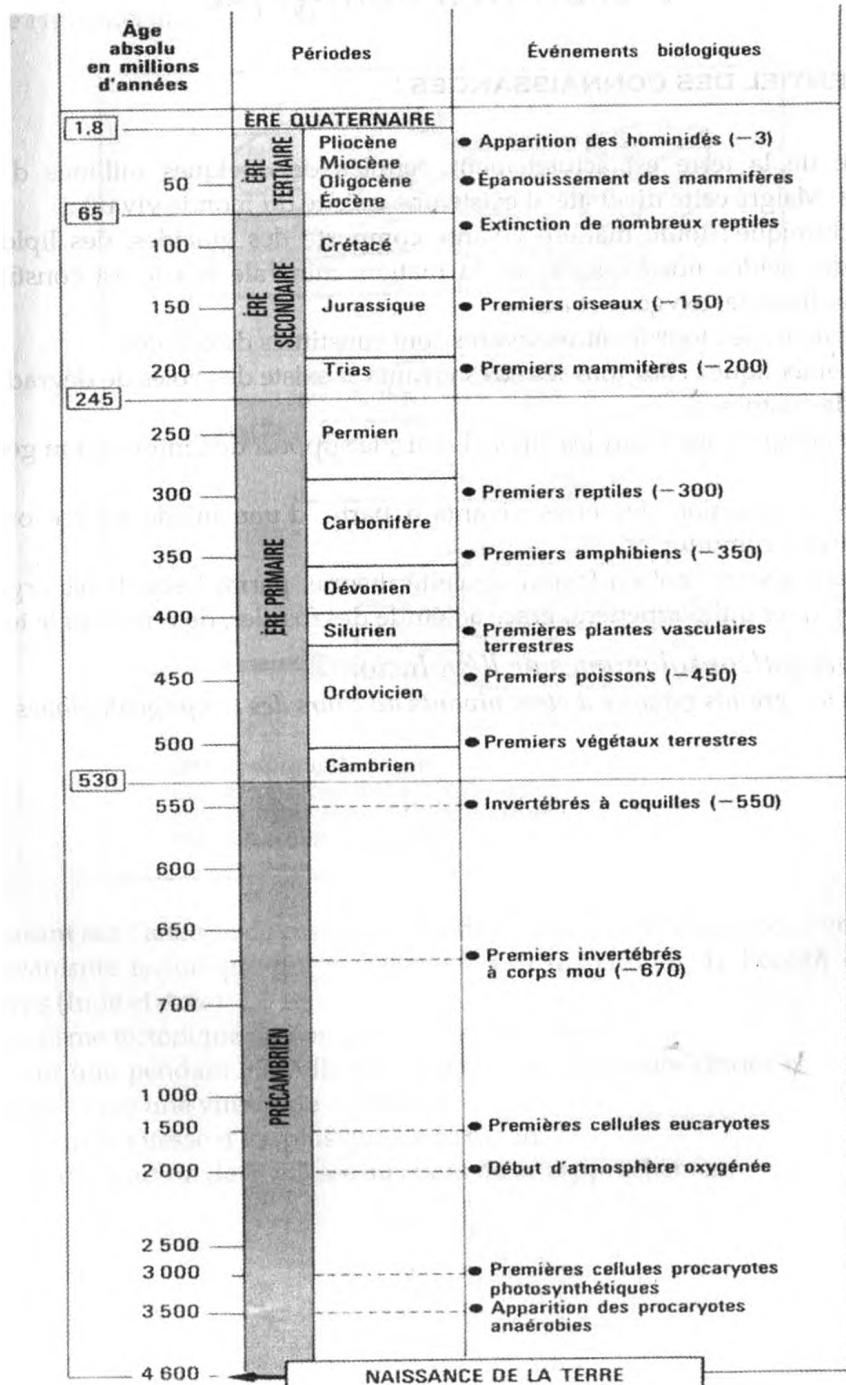 Âge
absolu
en millions
d'années
Périodes
Événements biologiques
ÈRE QUATERNAIRE
1.8
ÈRE
TERTIAIRE
Pliocène
• Apparition des hominidés (−3)
Miocène
50
Oligocène
• Épanouissement des mammifères
Éocène
65
• Extinction de nombreux reptiles
100
ÈRE
SECONDAIRE
Crétacé
150
Jurassique
• Premiers oiseaux (−150)
200
Trias
• Premiers mammifères (−200)
245
250
ÈRE PRIMAIRE
Permien
300
• Premiers reptiles (−300)
Carbonifère
350
• Premiers amphibiens (−350)
Dévonien
400
Silurien
• Premières plantes vasculaires
terrestres
450
Ordovicien
• Premiers poissons (−450)
500
• Premiers végétaux terrestres
Cambrien
530
550
• Invertébrés à coquilles (−550)
600
650
PRÉCAMBRIEN
• Premiers invertébrés
à corps mou (−670)
700
1 000
1 500
• Premières cellules eucaryotes
2 000
• Début d'atmosphère oxygénée
2 500
3 000
• Premières cellules procaryotes
photosynthétiques
3 500
• Apparition des procaryotes
anaérobies
4 600
NAISSANCE DE LA TERRE